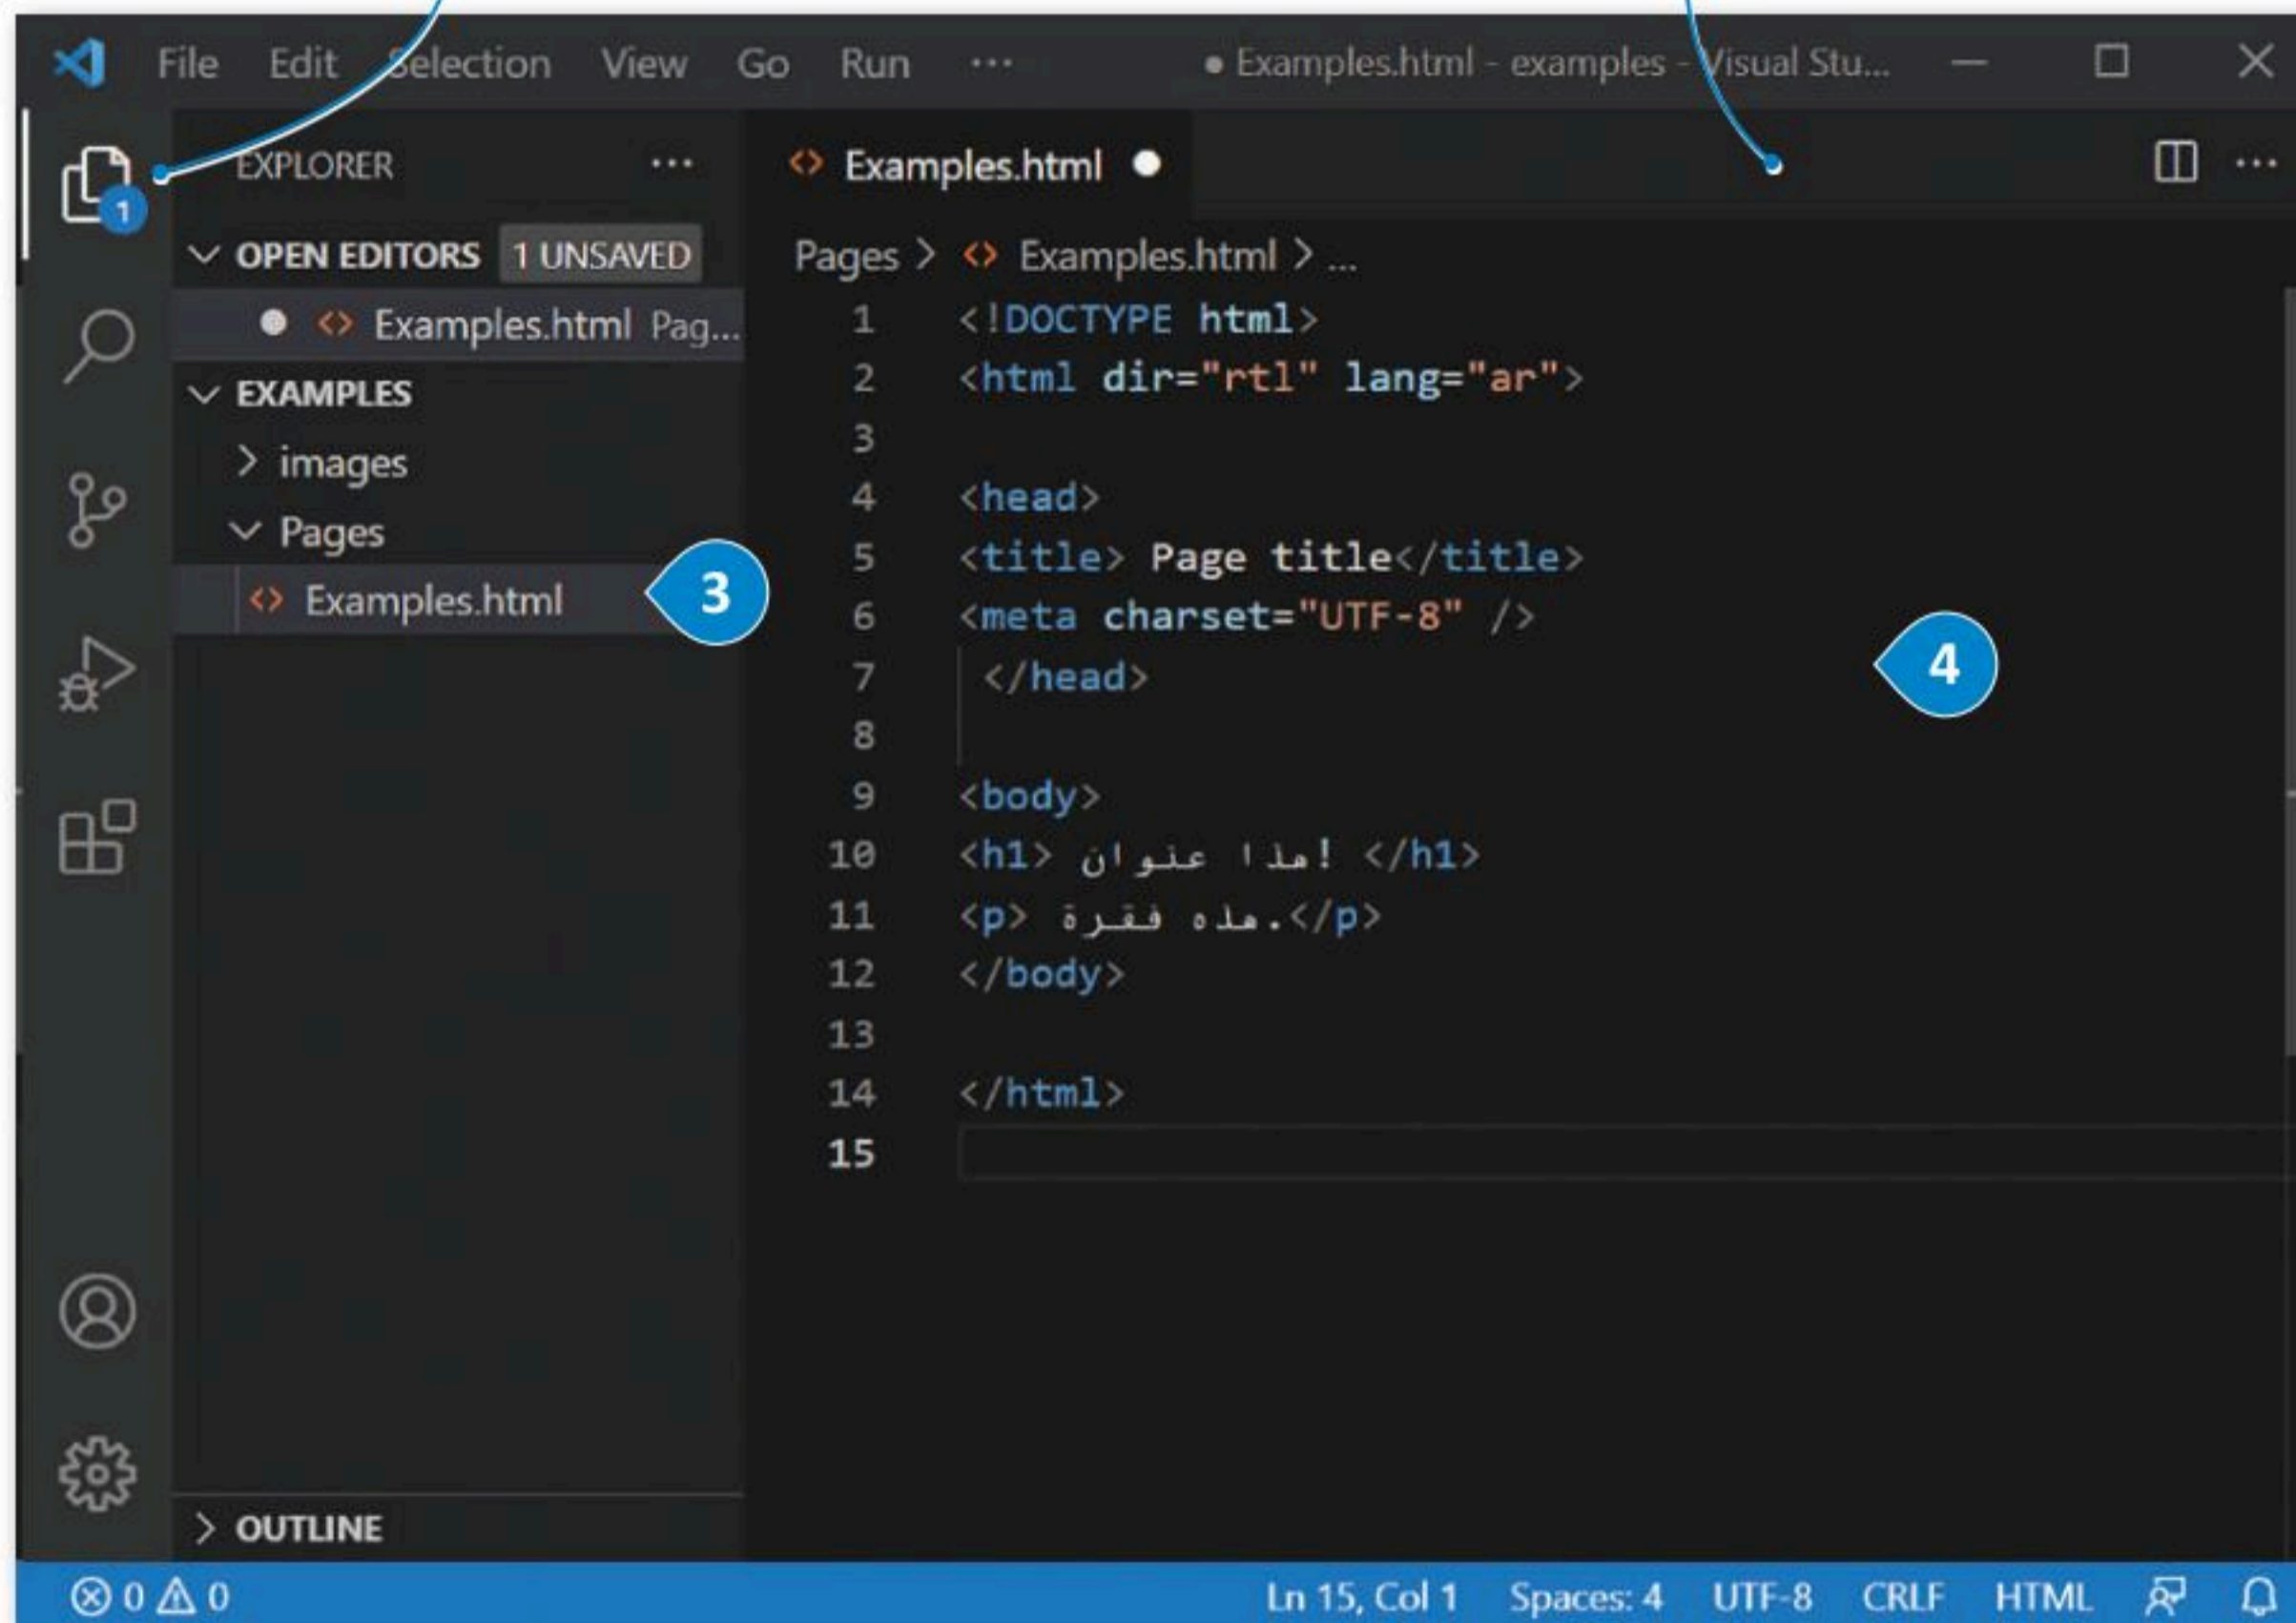 File Edit Selection View Go Run ··· ● Examples.html - examples - Visual Stu...
EXPLORER ···
1
OPEN EDITORS 1 UNSAVED
● <> Examples.html Pag...
EXAMPLES
> images
Pages
<> Examples.html
3
<> Examples.html ●
···
Pages > <> Examples.html > ...
1 <!DOCTYPE html>
2 <html dir="rtl" lang="ar">
3
4 <head>
5 <title> Page title</title>
6 <meta charset="UTF-8" />
7 </head>
8
9 <body>
10 <h1> هذا عنوان! </h1>
11 <p> هذه فقرة.</p>
12 </body>
13
14 </html>
15
4
> OUTLINE
0 0 Ln 15, Col 1 Spaces: 4 UTF-8 CRLF HTML